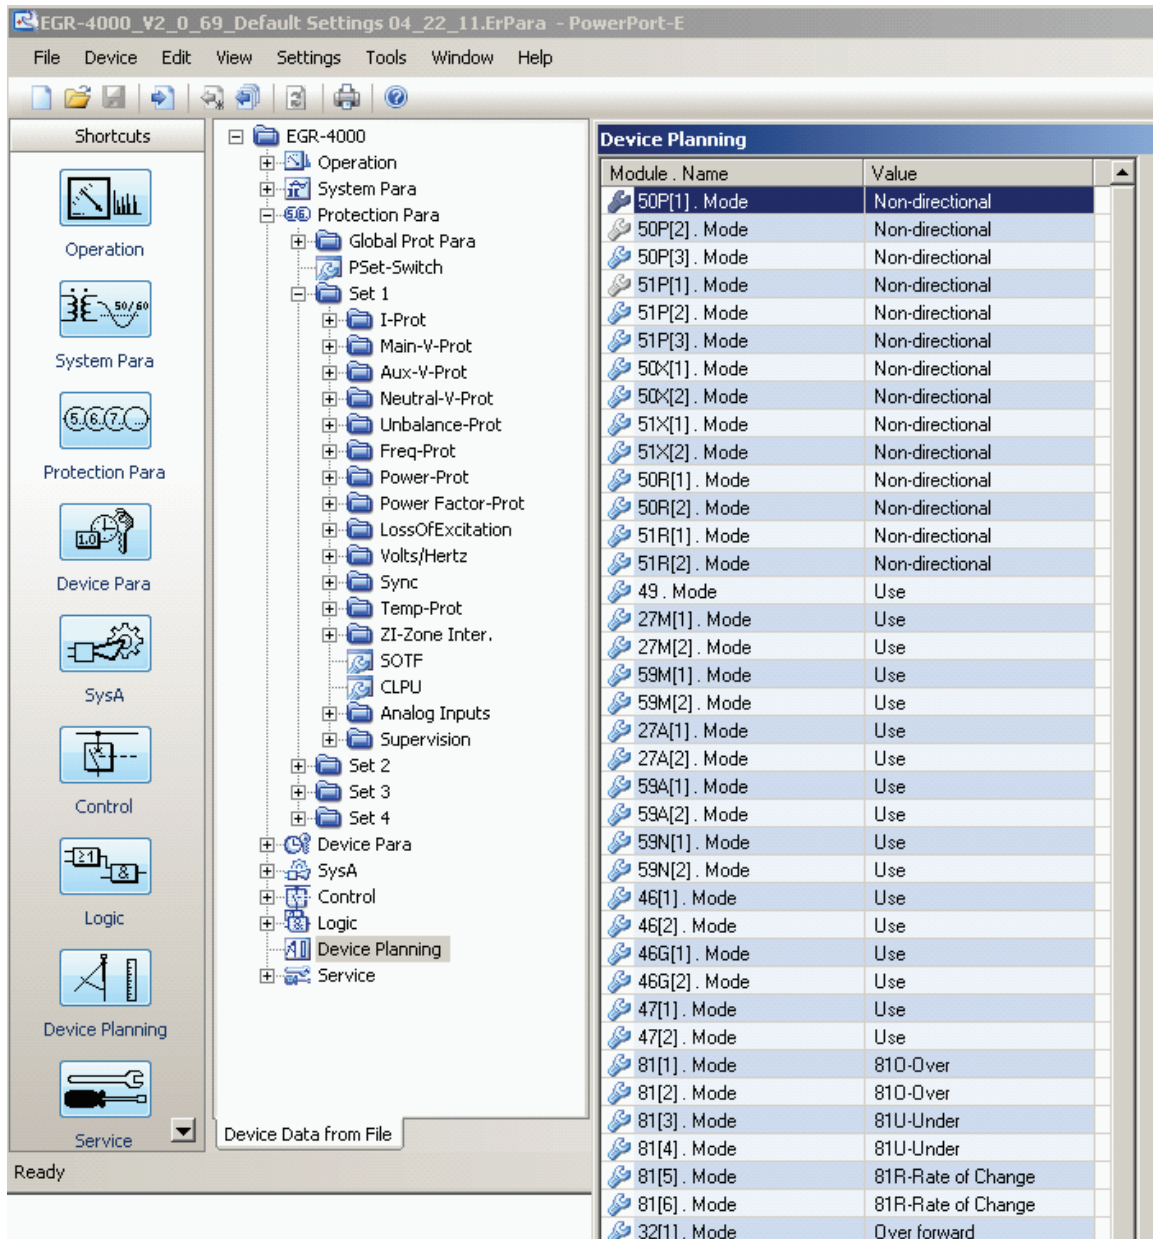 EGR-4000_V2_0_69_Default Settings 04_22_11.ErPara - PowerPort-E
File Device Edit View Settings Tools Window Help
Shortcuts
Operation
50/60
System Para
5.6.7...
Protection Para
1.0
Device Para
SysA
Control
≥1
&
Logic
Device Planning
Service
EGR-4000
Operation
System Para
Protection Para
Global Prot Para
PSet-Switch
Set 1
I-Prot
Main-V-Prot
Aux-V-Prot
Neutral-V-Prot
Unbalance-Prot
Freq-Prot
Power-Prot
Power Factor-Prot
LossOfExcitation
Volts/Hertz
Sync
Temp-Prot
ZI-Zone Inter.
SOTF
CLPU
Analog Inputs
Supervision
Set 2
Set 3
Set 4
Device Para
SysA
Control
Logic
Device Planning
Service
Device Data from File
Ready
Device Planning
Module . Name Value
50P[1] . Mode Non-directional
50P[2] . Mode Non-directional
50P[3] . Mode Non-directional
51P[1] . Mode Non-directional
51P[2] . Mode Non-directional
51P[3] . Mode Non-directional
50X[1] . Mode Non-directional
50X[2] . Mode Non-directional
51X[1] . Mode Non-directional
51X[2] . Mode Non-directional
50R[1] . Mode Non-directional
50R[2] . Mode Non-directional
51R[1] . Mode Non-directional
51R[2] . Mode Non-directional
49 . Mode Use
27M[1] . Mode Use
27M[2] . Mode Use
59M[1] . Mode Use
59M[2] . Mode Use
27A[1] . Mode Use
27A[2] . Mode Use
59A[1] . Mode Use
59A[2] . Mode Use
59N[1] . Mode Use
59N[2] . Mode Use
46[1] . Mode Use
46[2] . Mode Use
46G[1] . Mode Use
46G[2] . Mode Use
47[1] . Mode Use
47[2] . Mode Use
81[1] . Mode 81O-Over
81[2] . Mode 81O-Over
81[3] . Mode 81U-Under
81[4] . Mode 81U-Under
81[5] . Mode 81R-Rate of Change
81[6] . Mode 81R-Rate of Change
32[1] . Mode Over forward